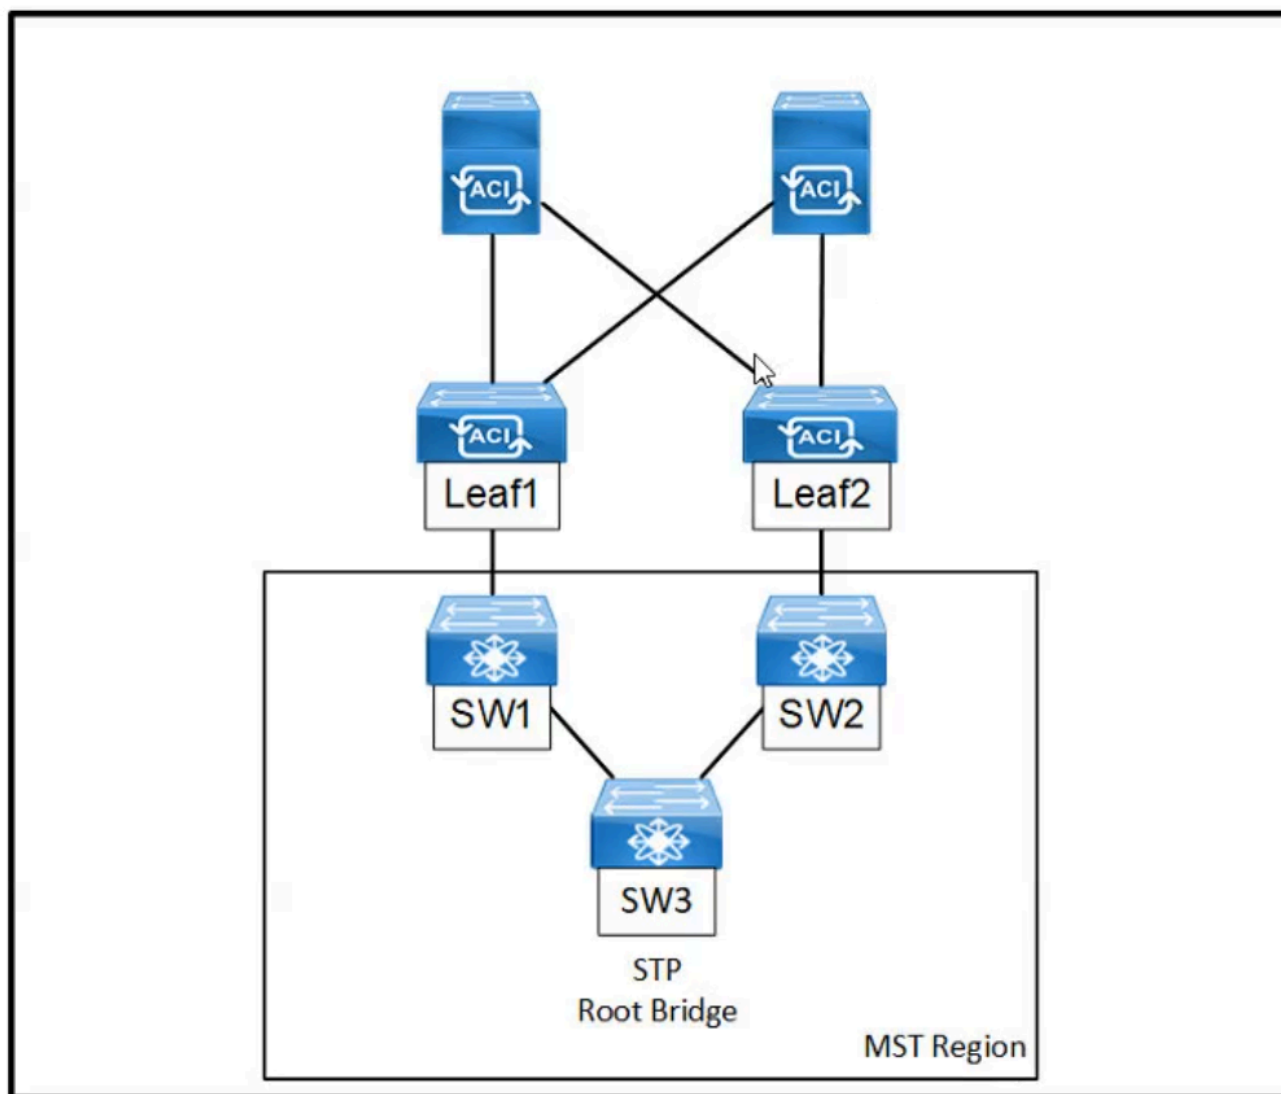 ACI
ACI
ACI
ACI
Leaf1
Leaf2
SW1
SW2
SW3
STP
Root Bridge
MST Region